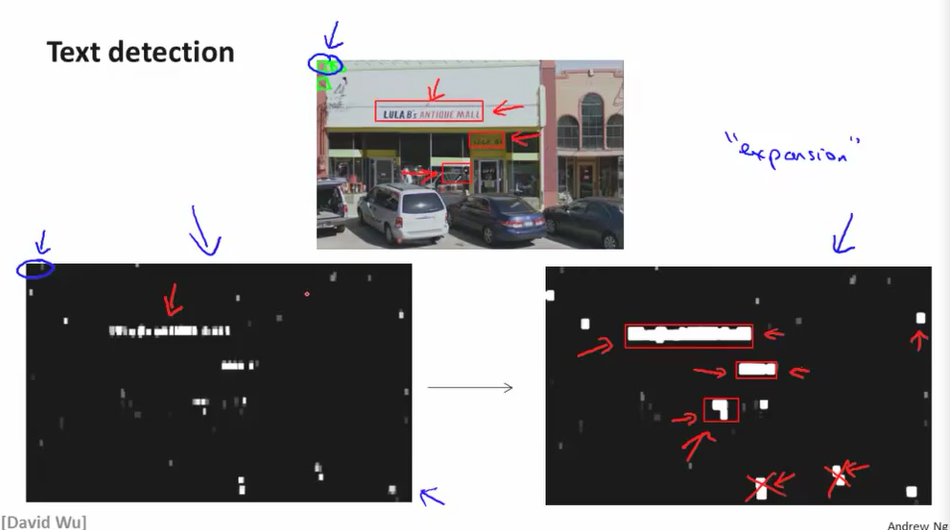 Text detection
LULA B's ANTIQUE MALL
"expansion"
[David Wu]
Andrew Ng